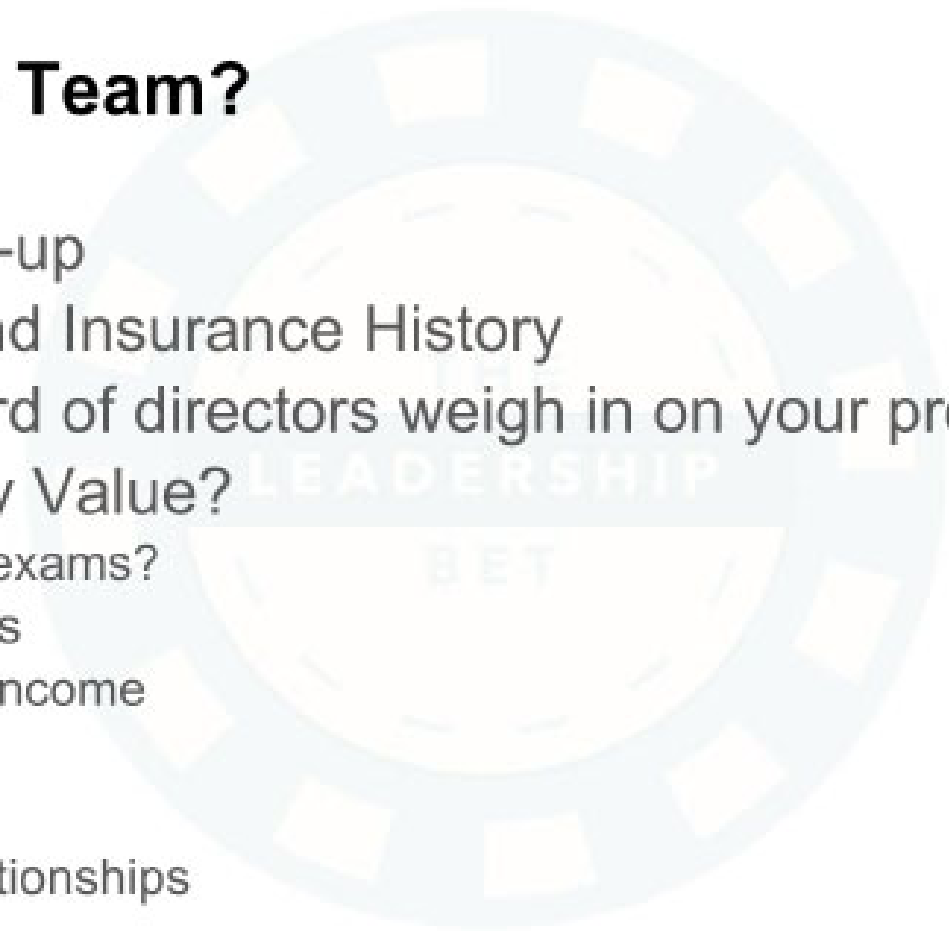 Team?
-up
nd Insurance History
THE
rd of directors weigh in on your pr
LEADERSHIP
y Value?
exams?
BET
s
ncome
tionships